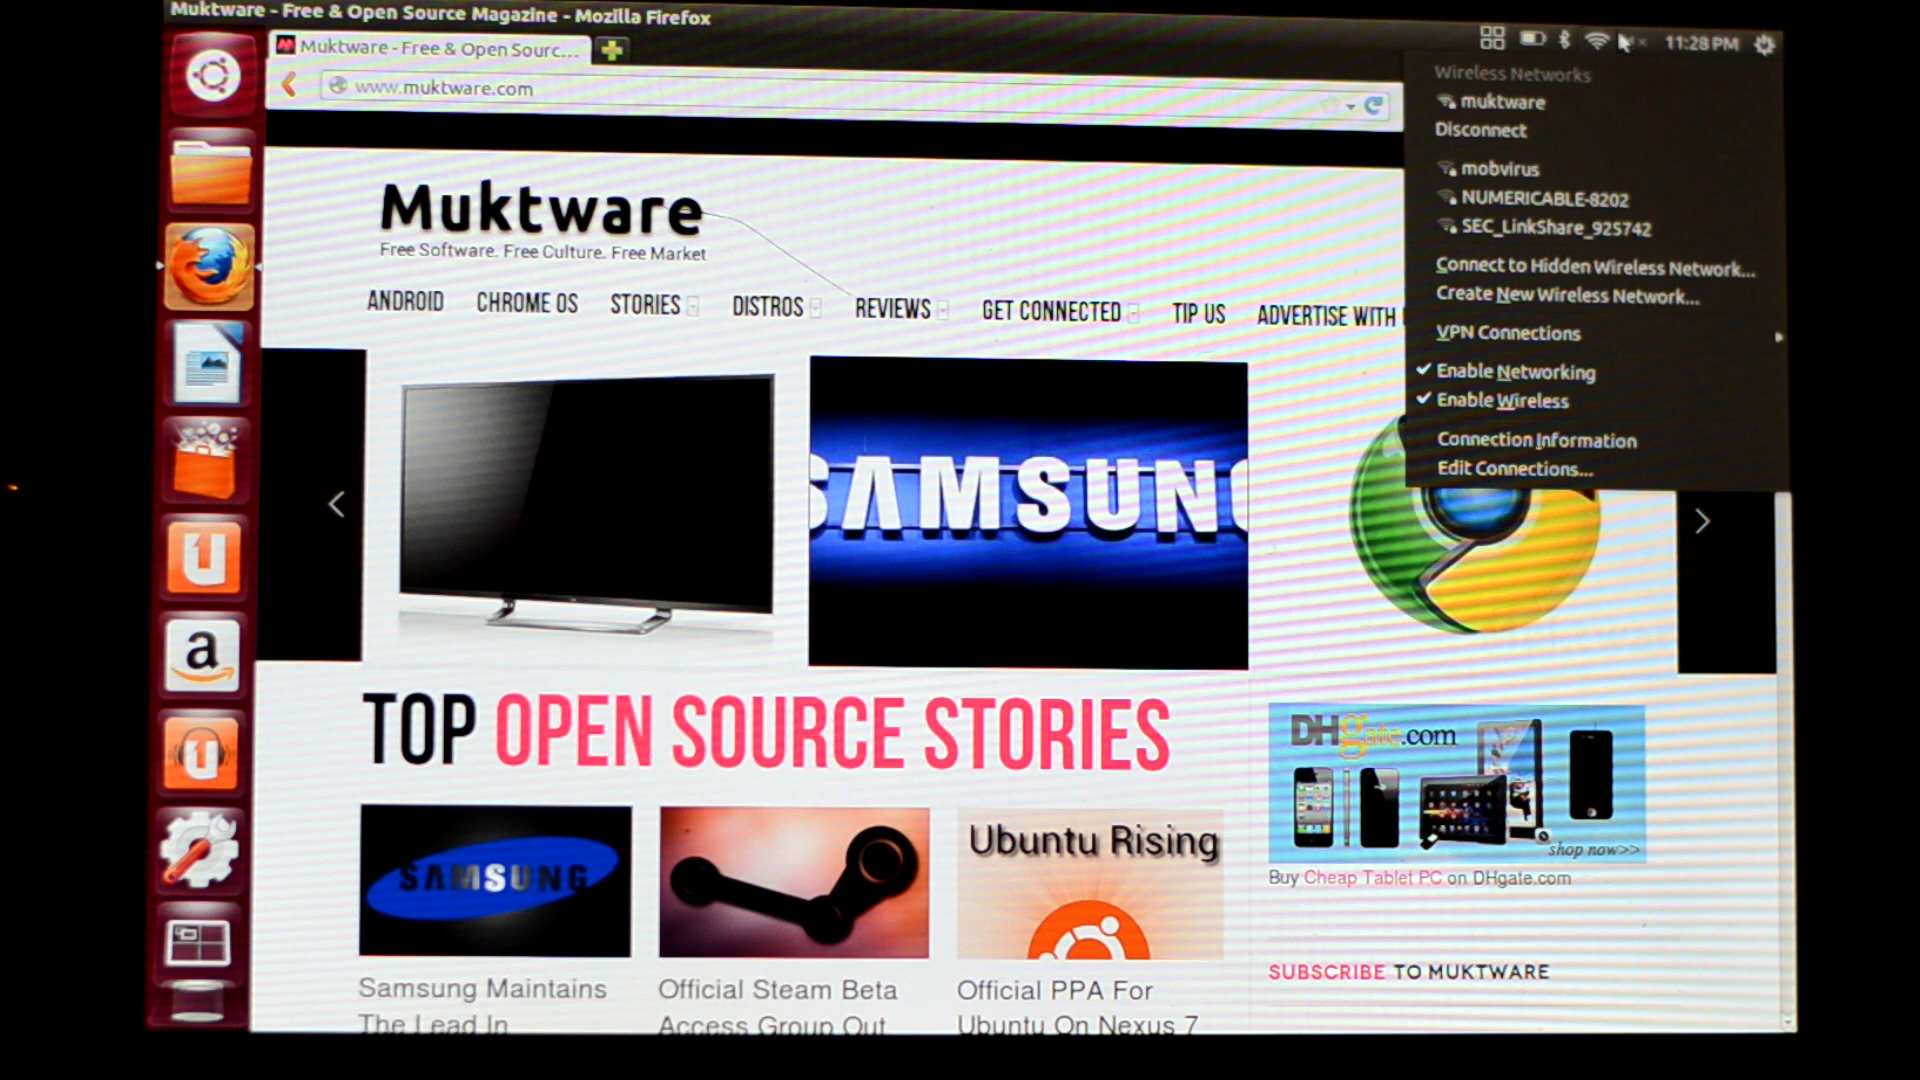 Muktware - Free & Open Source Magazine - Mozilla Firefox
11:28 PM
Muktware - Free & Open Sourc...
www.muktware.com
Wireless Networks
muktware
Disconnect
mobvirus
NUMERICABLE-8202
SEC_LinkShare_925742
Connect to Hidden Wireless Network...
Create New Wireless Network...
VPN Connections
Enable Networking
Enable Wireless
Connection Information
Edit Connections...
Muktware
Free Software. Free Culture. Free Market
ANDROID CHROME OS STORIES DISTROS REVIEWS GET CONNECTED TIP US ADVERTISE WITH
SAMSUNG
TOP OPEN SOURCE STORIES
DHgate.com
shop now>>
Buy Cheap Tablet PC on DHgate.com
SAMSUNG
Ubuntu Rising
SUBSCRIBE TO MUKTWARE
Samsung Maintains
The Lead In
Official Steam Beta
Access Group Out
Official PPA For
Ubuntu On Nexus 7